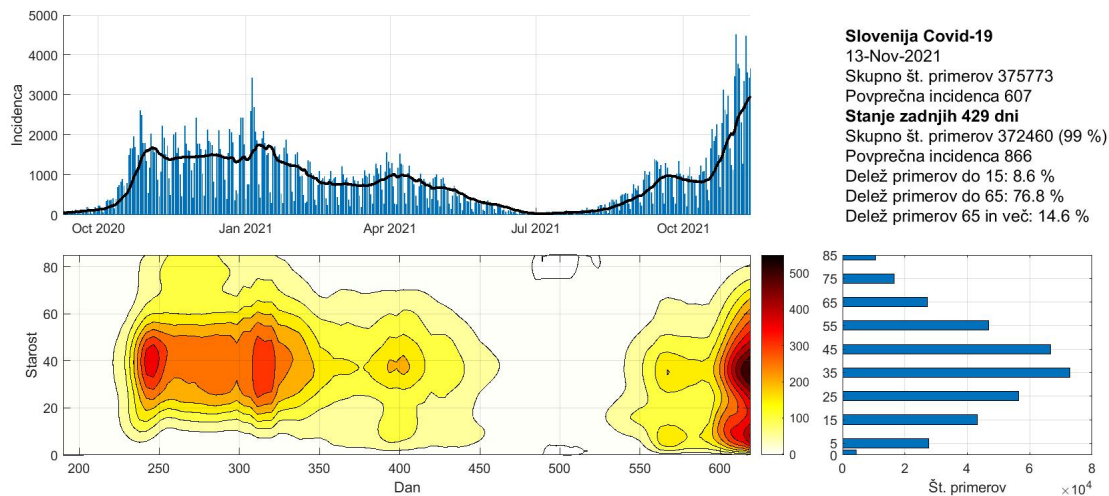 5000
4000
3000
2000
1000
0
Incidenca
Oct 2020
Jan 2021
Apr 2021
Jul 2021
Oct 2021
Slovenija Covid-19
13-Nov-2021
Skupno št. primerov 375773
Povprečna incidenca 607
Stanje zadnjih 429 dni
Skupno št. primerov 372460 (99 %)
Povprečna incidenca 866
Delež primerov do 15: 8.6 %
Delež primerov do 65: 76.8 %
Delež primerov 65 in več: 14.6 %
80
60
40
20
0
Starost
200
250
300
350
400
450
500
550
600
Dan
500
400
300
200
100
0
85
75
65
55
45
35
25
15
5
0
0
2
4
6
8
Št. primerov
×10⁴